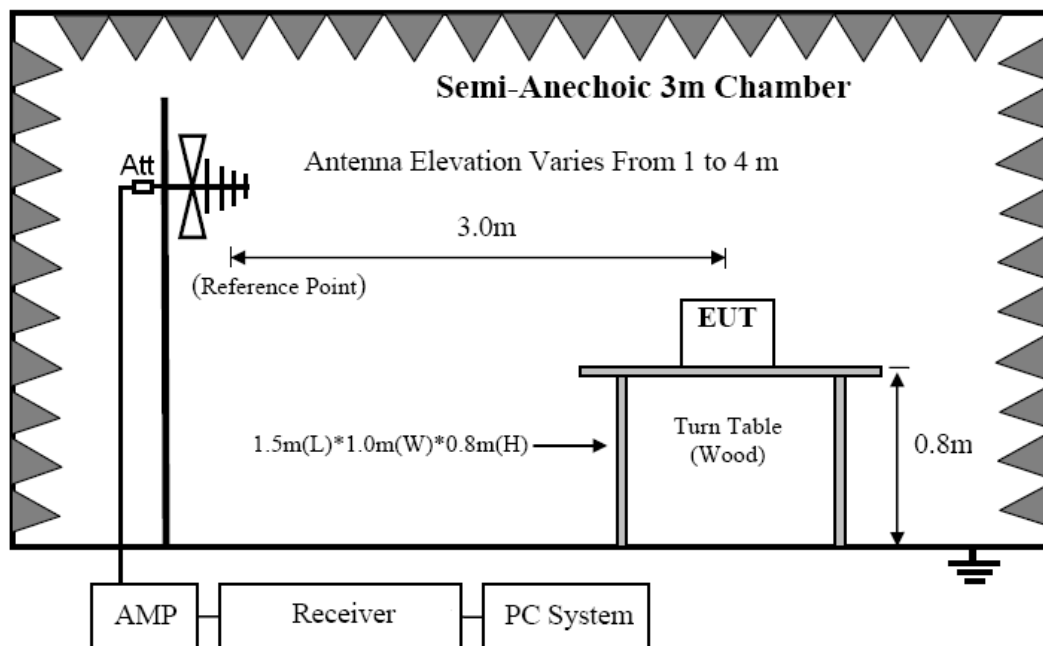 Semi-Anechoic 3m Chamber
Att
Antenna Elevation Varies From 1 to 4 m
3.0m
(Reference Point)
EUT
1.5m(L)*1.0m(W)*0.8m(H)
Turn Table
(Wood)
0.8m
AMP
Receiver
PC System